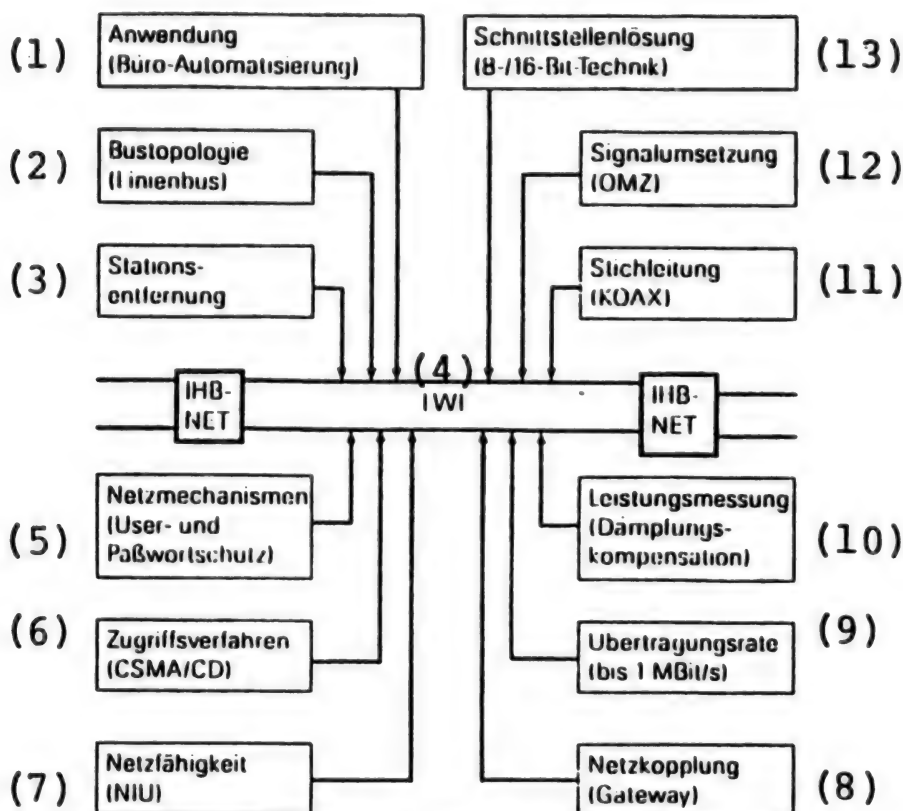 (1)
Anwendung
(Büro-Automatisierung)
Schnittstellenlösung
(8-/16-Bit-Technik)
(13)
(2)
Bustopologie
(Linienbus)
Signalumsetzung
(OMZ)
(12)
(3)
Stations-
entfernung
Stichleitung
(KOAX)
(11)
(4)
IHB-
NET
IWI
IHB-
NET
(5)
Netzmechanismen
(User- und
Paßwortschutz)
Leistungsmessung
(Dämpfungs-
kompensation)
(10)
(6)
Zugriffsverfahren
(CSMA/CD)
Ubertragungsrate
(bis 1 MBit/s)
(9)
(7)
Netzfähigkeit
(NIU)
Netzkopplung
(Gateway)
(8)